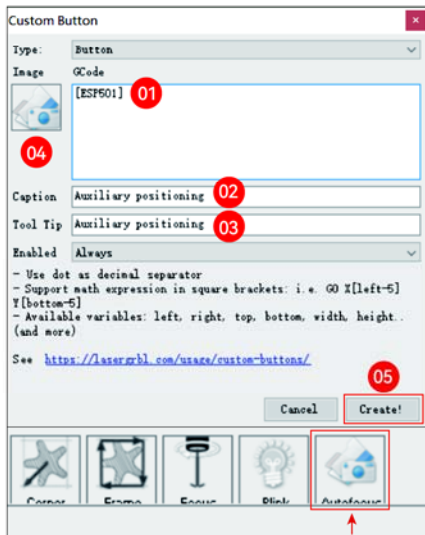 Custom Button
Type: Button
Image GCode
[ESP501] 01
04
Caption Auxiliary positioning 02
Tool Tip Auxiliary positioning 03
Enabled Always
- Use dot as decimal separator
- Support math expression in square brackets: i.e. G0 X[left-5]
Y[bottom-5]
- Available variables: left, right, top, bottom, width, height..
(and more)
See https://lasergrbl.com/usage/custom-buttons/
05
Cancel Create!
Corner Frame Focus Blink Autofocus